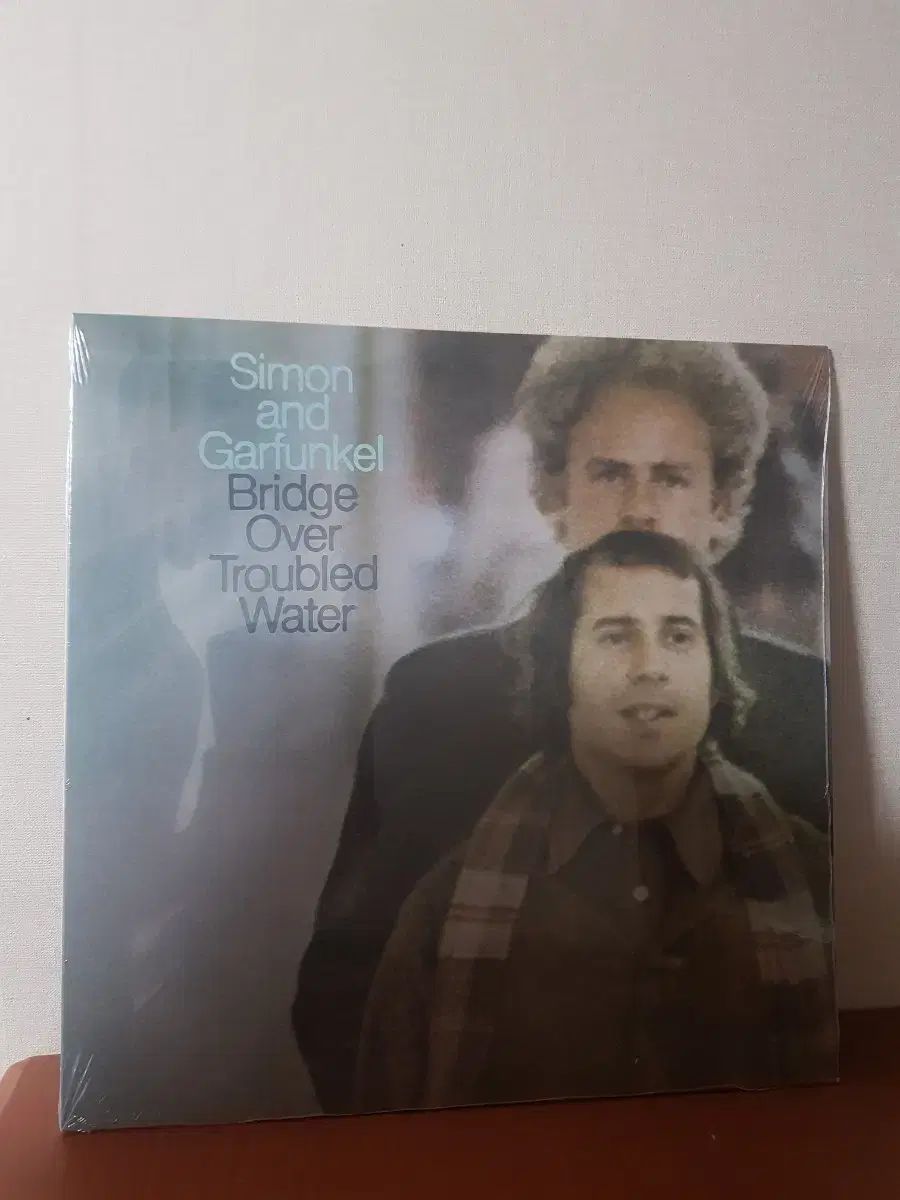 Simon
and
Garfunkel
Bridge
Over
Troubled
Water